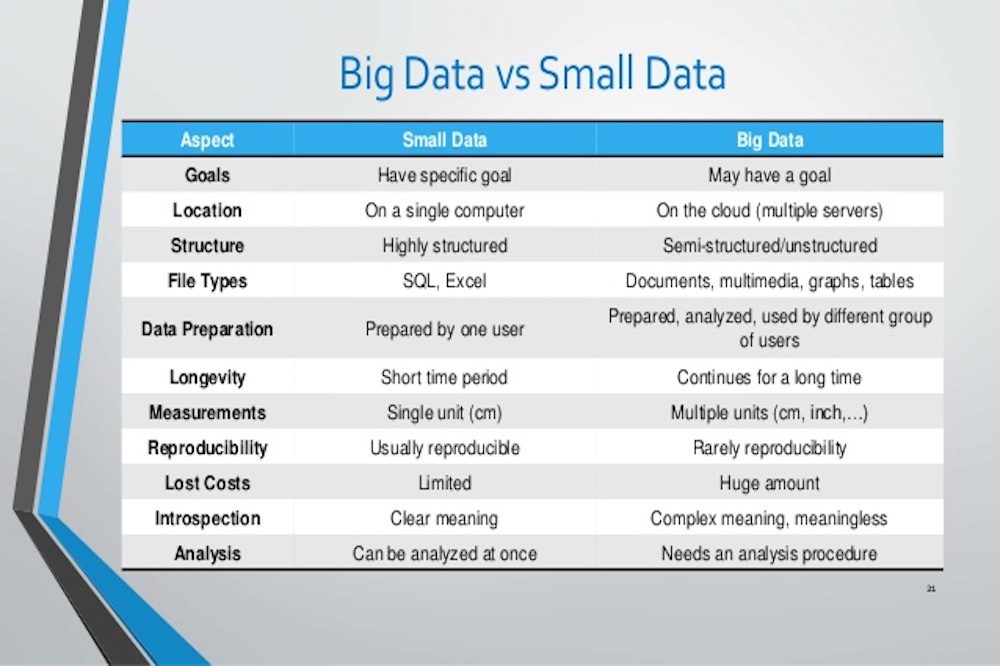 Big Data vs Small Data
Aspect Small Data Big Data
Goals Have specific goal May have a goal
Location On a single computer On the cloud (multiple servers)
Structure Highly structured Semi-structured/unstructured
File Types SQL, Excel Documents, multimedia, graphs, tables
Data Preparation Prepared by one user Prepared, analyzed, used by different group
of users
Longevity Short time period Continues for a long time
Measurements Single unit (cm) Multiple units (cm, inch,...)
Reproducibility Usually reproducible Rarely reproducibility
Lost Costs Limited Huge amount
Introspection Clear meaning Complex meaning, meaningless
Analysis Can be analyzed at once Needs an analysis procedure
21